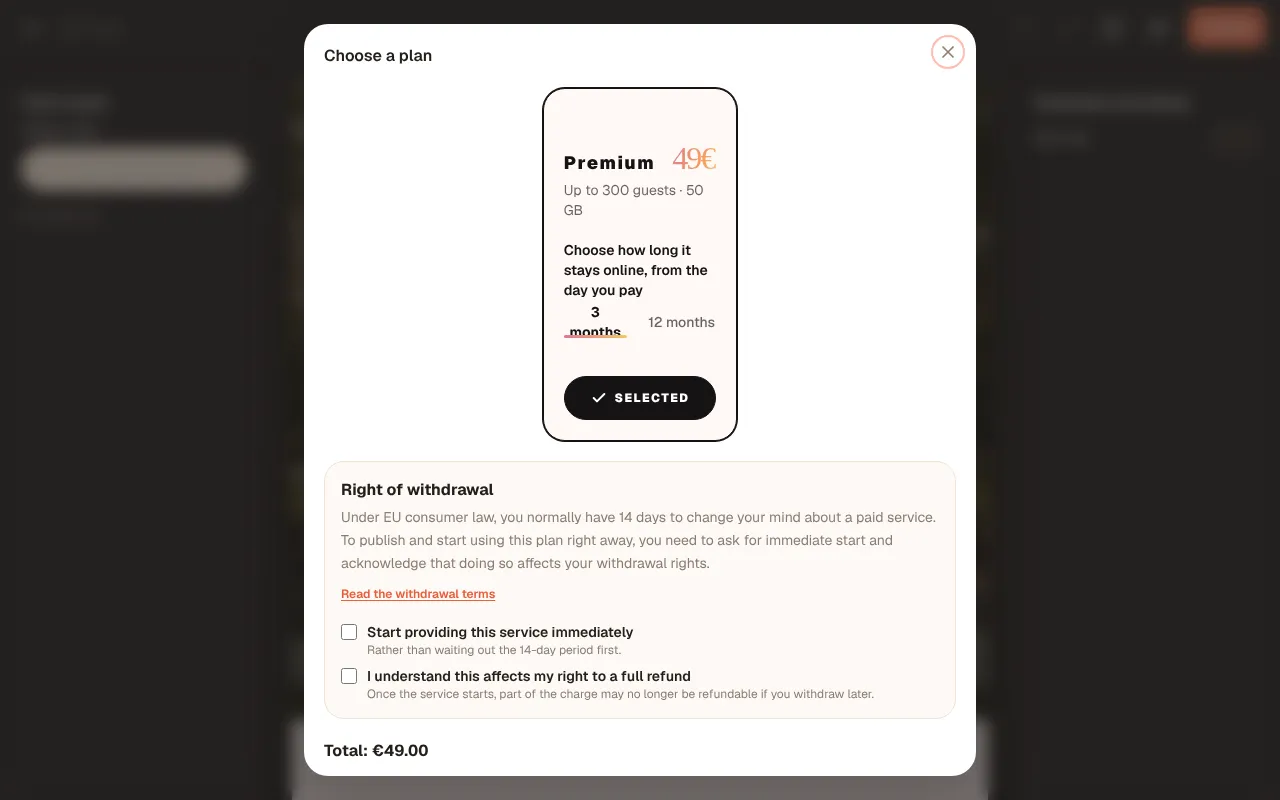 Choose a plan
Premium 49€
Up to 300 guests · 50
GB
Choose how long it
stays online, from the
day you pay
3
months
12 months
SELECTED
Right of withdrawal
Under EU consumer law, you normally have 14 days to change your mind about a paid service.
To publish and start using this plan right away, you need to ask for immediate start and
acknowledge that doing so affects your withdrawal rights.
Read the withdrawal terms
Start providing this service immediately
Rather than waiting out the 14-day period first.
I understand this affects my right to a full refund
Once the service starts, part of the charge may no longer be refundable if you withdraw later.
Total: €49.00